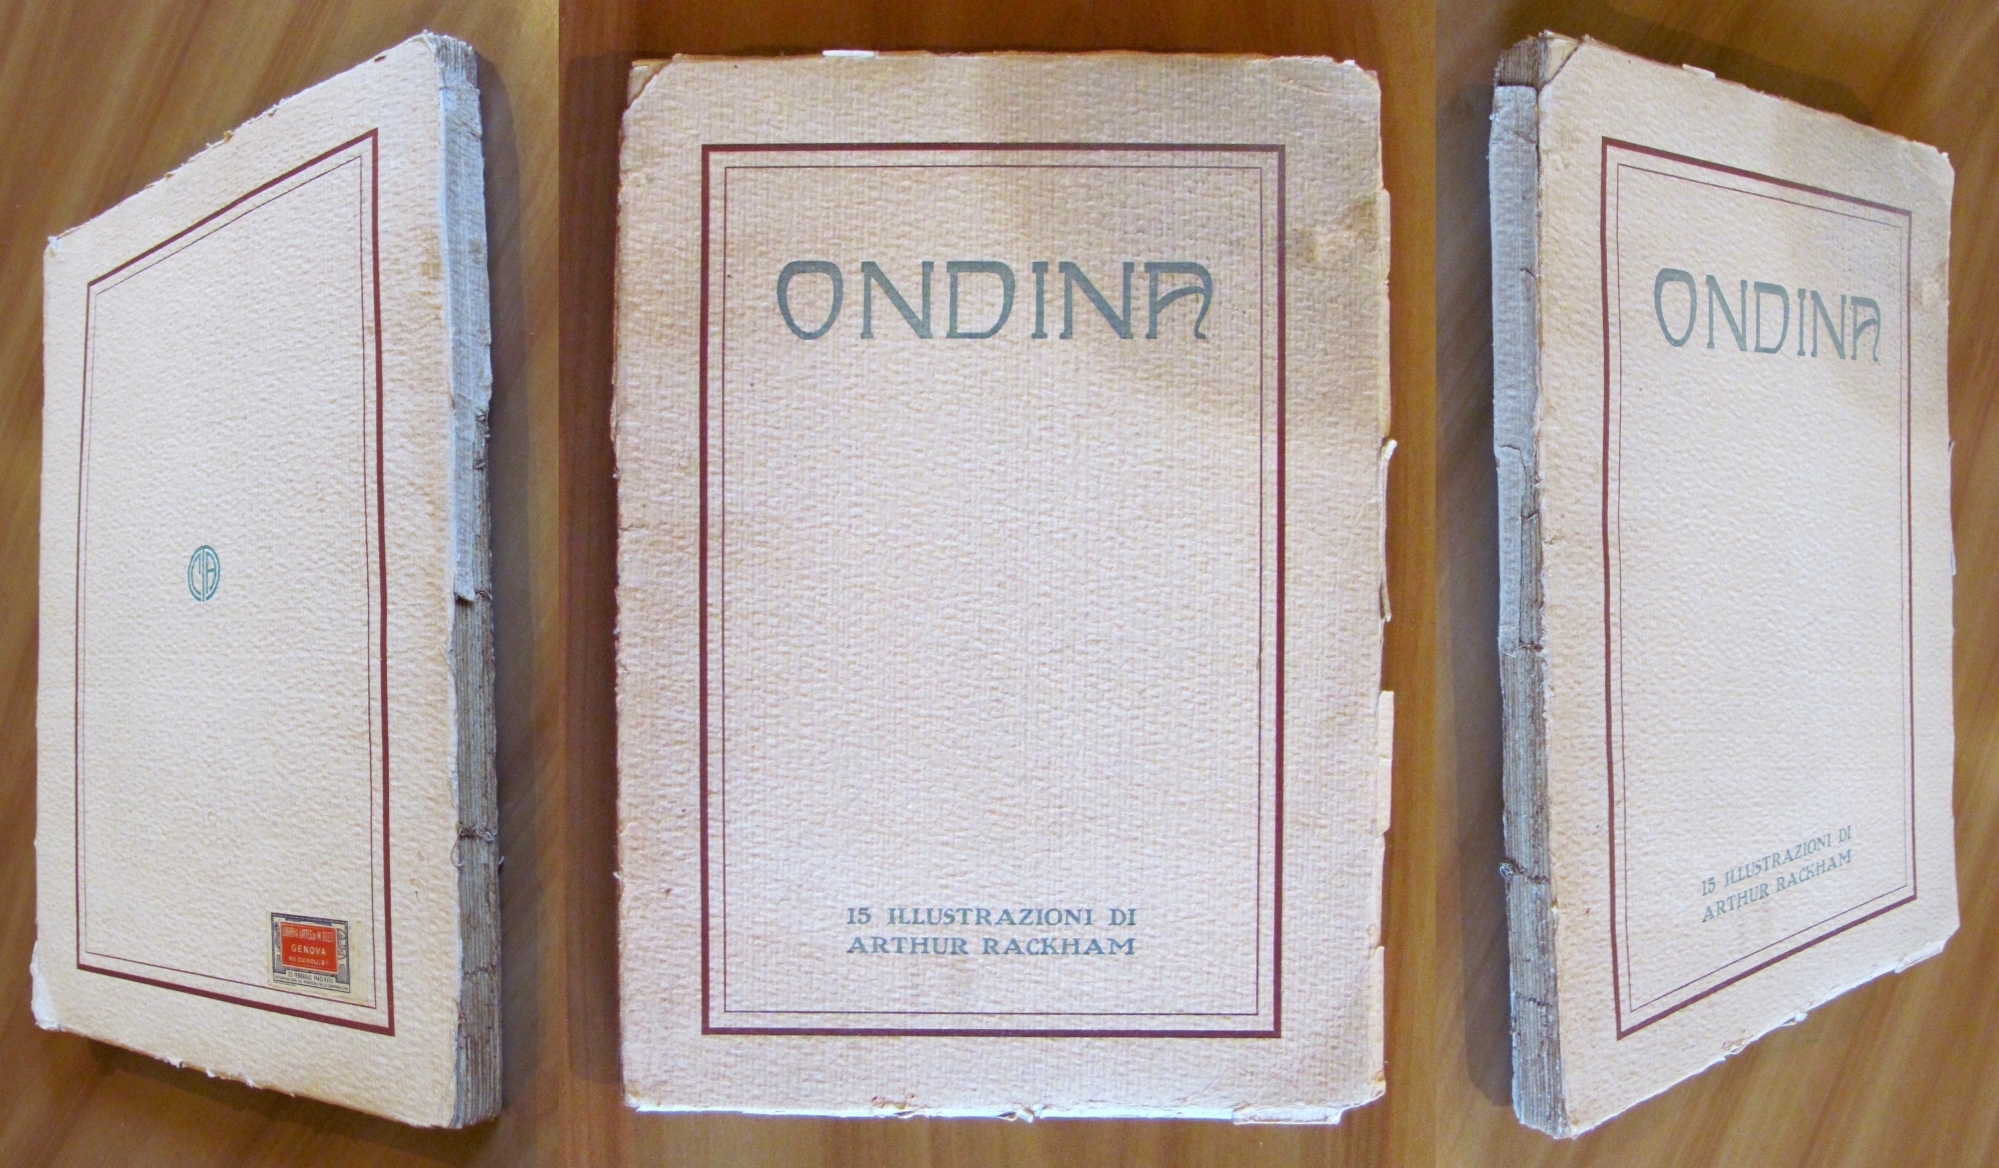 GENOVA
ONDINA
15 ILLUSTRAZIONI DI
ARTHUR RACKHAM
ONDINA
15 ILLUSTRAZIONI DI
ARTHUR RACKHAM